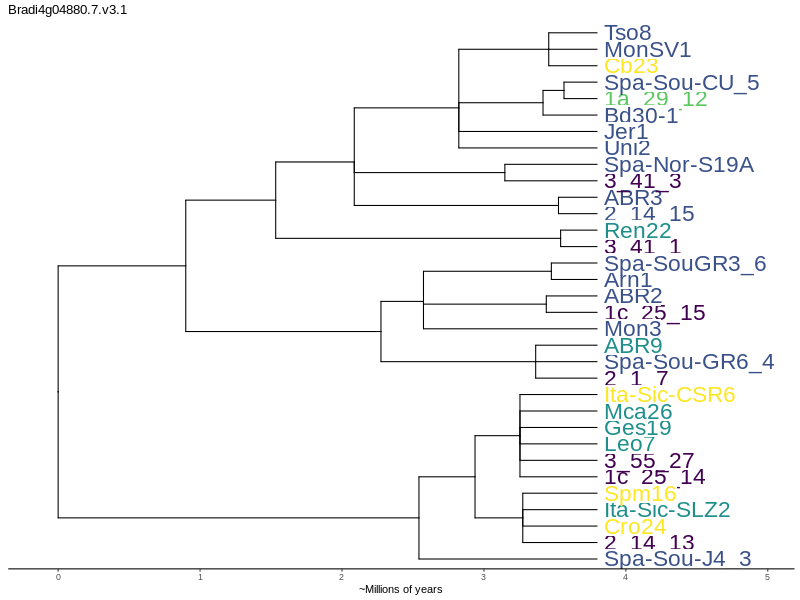 Bradi4g04880.7.v3.1
Tso8
MonSV1
Cb23
Spa-Sou-CU_5
1a_29_12
Bd30-1
Jer1
Uni2
Spa-Nor-S19A
3_41_3
ABR3
2_14_15
Ren22
3_41_1
Spa-SouGR3_6
Arn1
ABR2
1c_25_15
Mon3
ABR9
Spa-Sou-GR6_4
2_1_7
Ita-Sic-CSR6
Mca26
Ges19
Leo7
3_55_27
1c_25_14
Spm16
Ita-Sic-SLZ2
Cro24
2_14_13
Spa-Sou-J4_3
0 1 2 3 4 5
~Millions of years